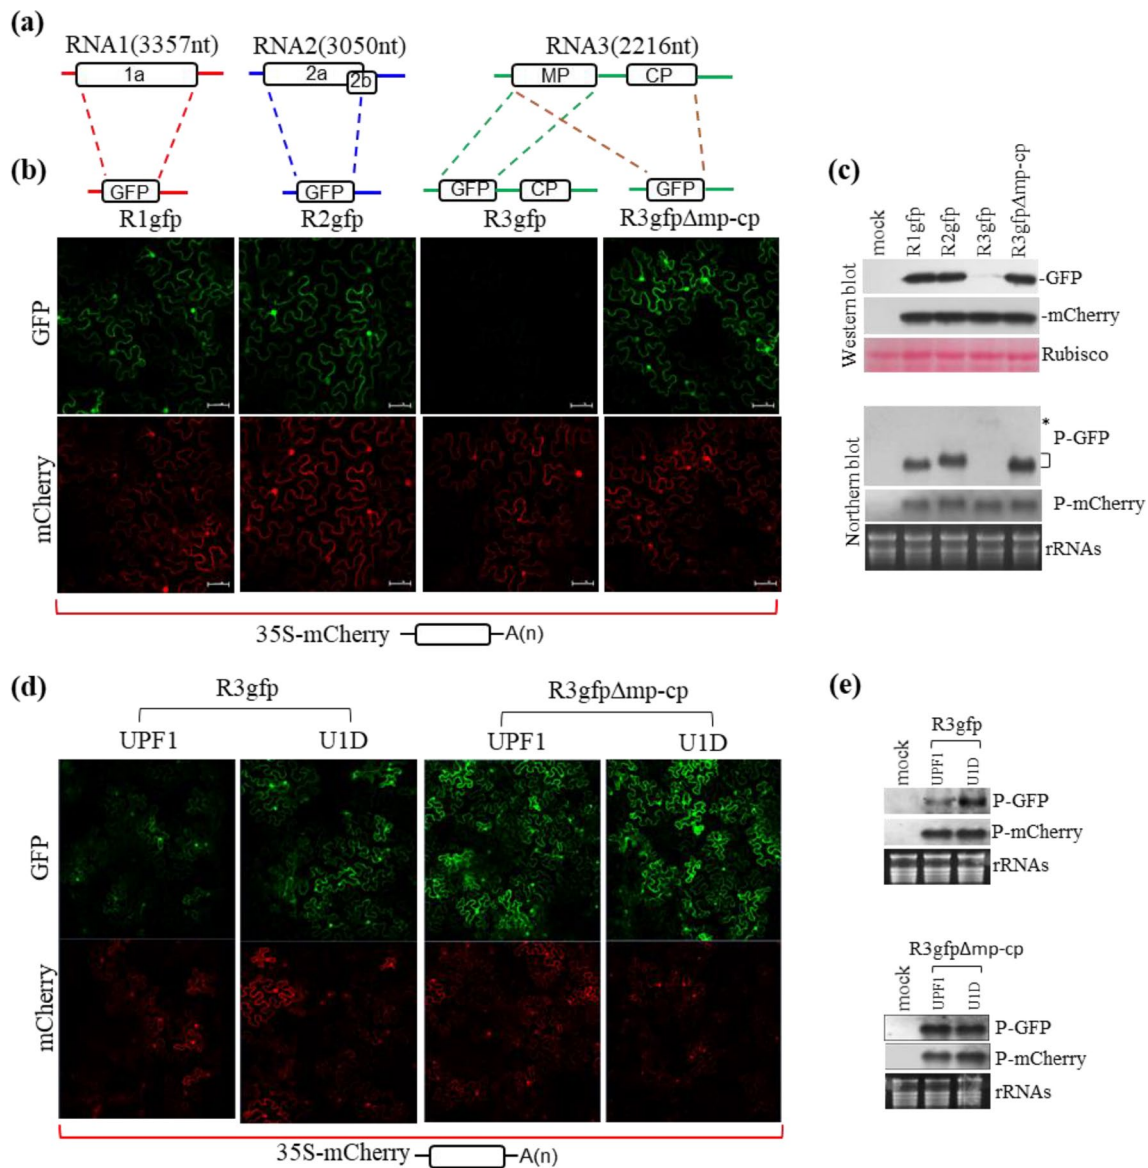 (a)
RNA1(3357nt) RNA2(3050nt) RNA3(2216nt)
1a 2a 2b MP CP
GFP GFP GFP CP GFP
(b)
R1gfp R2gfp R3gfp R3gfpΔmp-cp
GFP
mCherry
35S-mCherry A(n)
(c)
mock R1gfp R2gfp R3gfp R3gfpΔmp-cp
Western blot
-GFP
-mCherry
Rubisco
Northern blot
*
P-GFP
P-mCherry
rRNAs
(d)
R3gfp R3gfpΔmp-cp
UPF1 U1D UPF1 U1D
GFP
mCherry
35S-mCherry A(n)
(e)
R3gfp
mock UPF1 U1D
P-GFP
P-mCherry
rRNAs
R3gfpΔmp-cp
mock UPF1 U1D
P-GFP
P-mCherry
rRNAs